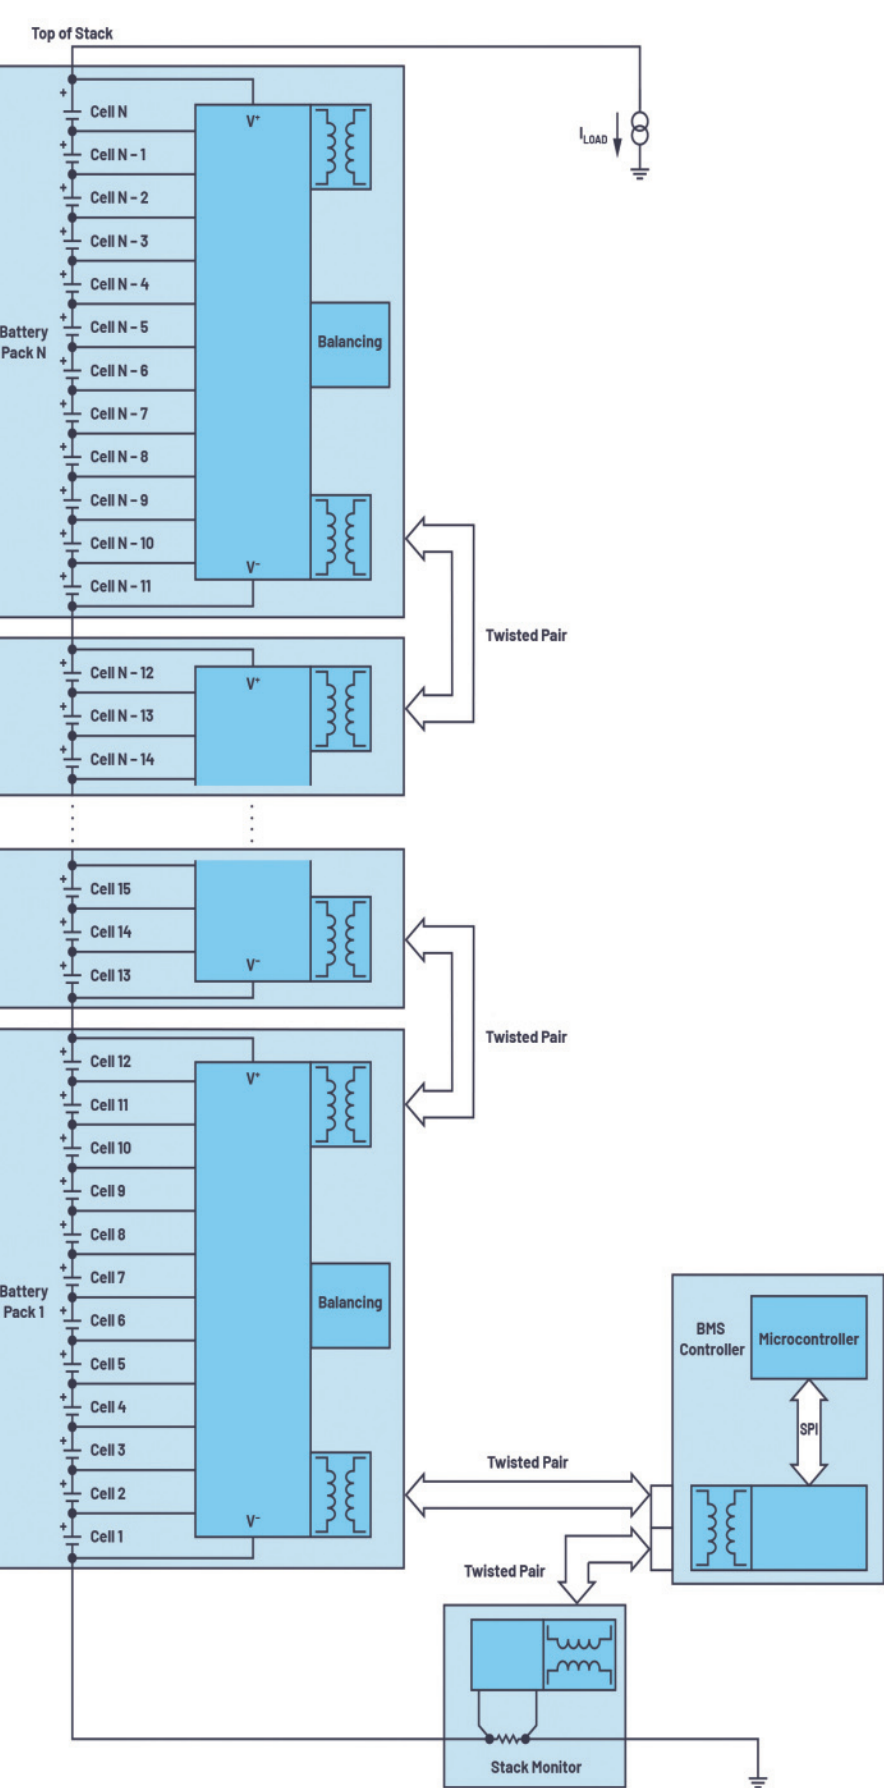 Top of Stack
+
Cell N
V⁺
I LOAD
+
Cell N – 1
+
Cell N – 2
+
Cell N – 3
+
Cell N – 4
+
Cell N – 5
Battery
Pack N
Balancing
+
Cell N – 6
+
Cell N – 7
+
Cell N – 8
+
Cell N – 9
+
Cell N – 10
V⁻
+
Cell N – 11
Twisted Pair
+
Cell N – 12
V⁺
+
Cell N – 13
+
Cell N – 14
+
Cell 15
+
Cell 14
V⁻
+
Cell 13
Twisted Pair
+
Cell 12
V⁺
+
Cell 11
+
Cell 10
+
Cell 9
+
Cell 8
+
Cell 7
Battery
Pack 1
Balancing
+
Cell 6
+
Cell 5
+
Cell 4
+
Cell 3
+
Cell 2
V⁻
+
Cell 1
BMS
Controller
Microcontroller
SPI
Twisted Pair
Twisted Pair
Stack Monitor